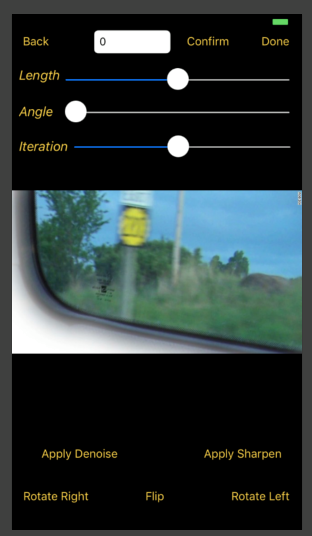 Back 0 Confirm Done
Length
Angle
Iteration
Apply Denoise Apply Sharpen
Rotate Right Flip Rotate Left